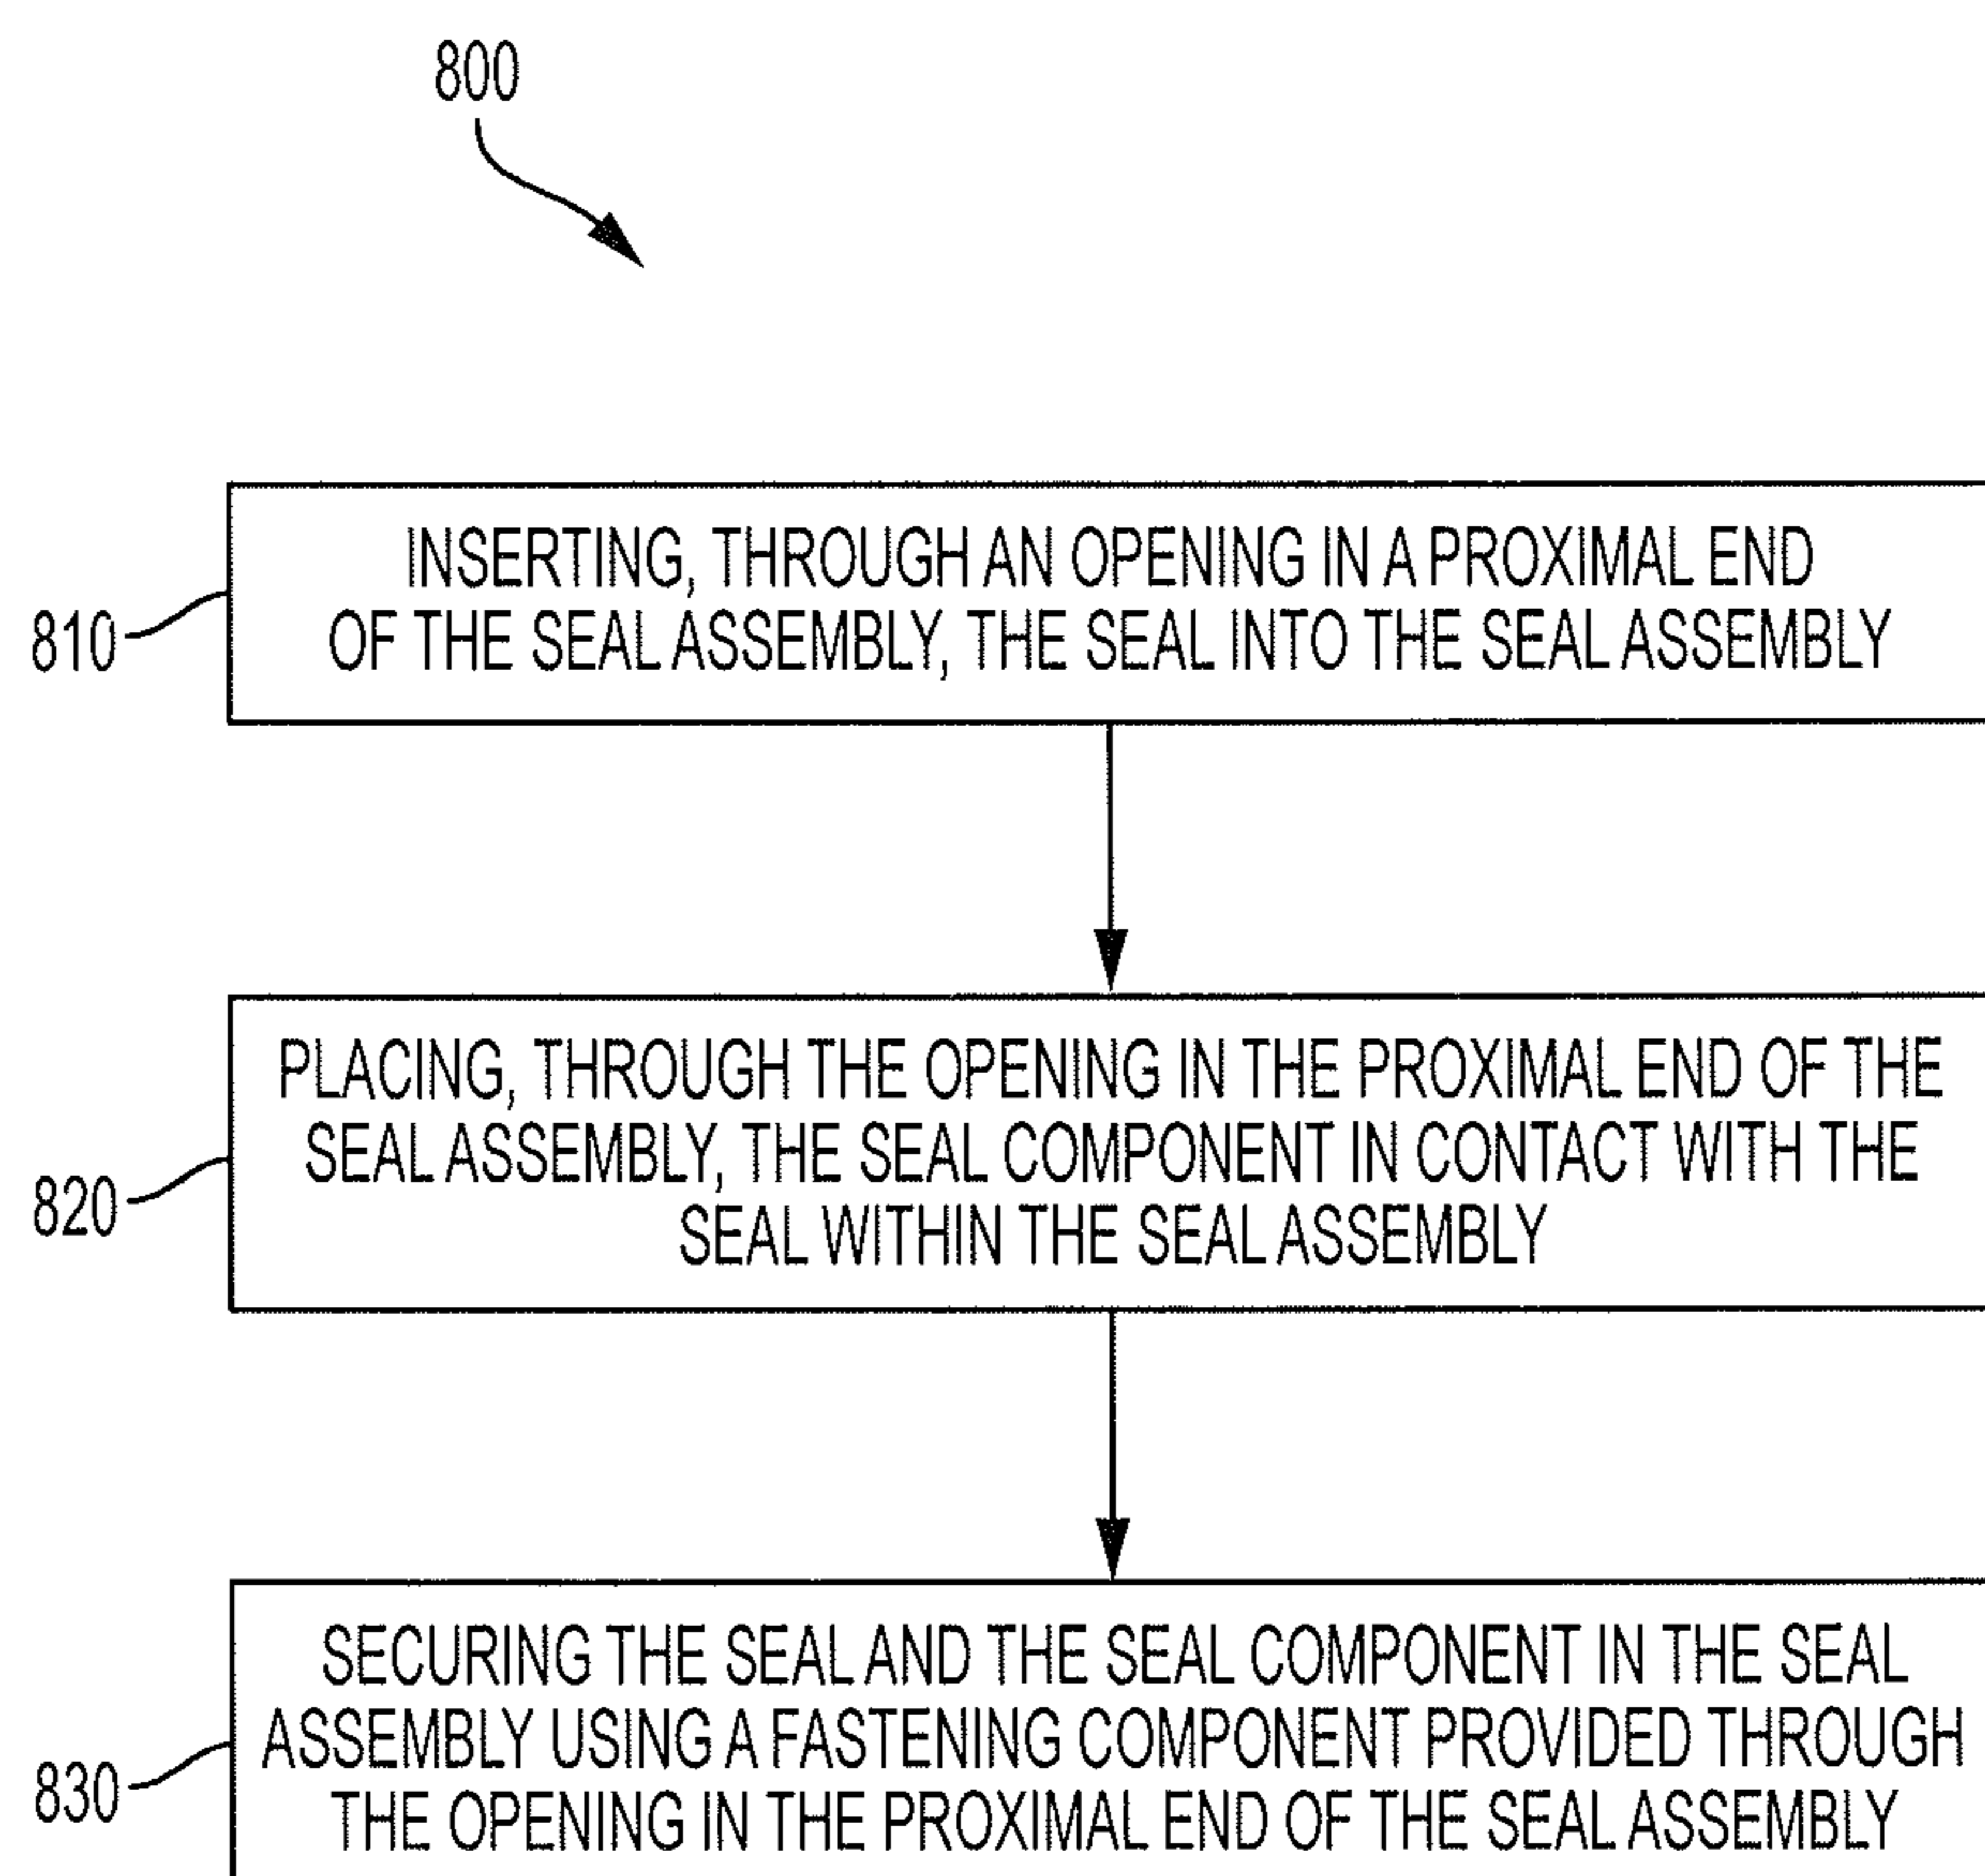 800
INSERTING, THROUGH AN OPENING IN A PROXIMAL END
OF THE SEAL ASSEMBLY, THE SEAL INTO THE SEAL ASSEMBLY
810
PLACING, THROUGH THE OPENING IN THE PROXIMAL END OF THE
SEAL ASSEMBLY, THE SEAL COMPONENT IN CONTACT WITH THE
SEAL WITHIN THE SEAL ASSEMBLY
820
SECURING THE SEAL AND THE SEAL COMPONENT IN THE SEAL
ASSEMBLY USING A FASTENING COMPONENT PROVIDED THROUGH
THE OPENING IN THE PROXIMAL END OF THE SEAL ASSEMBLY
830